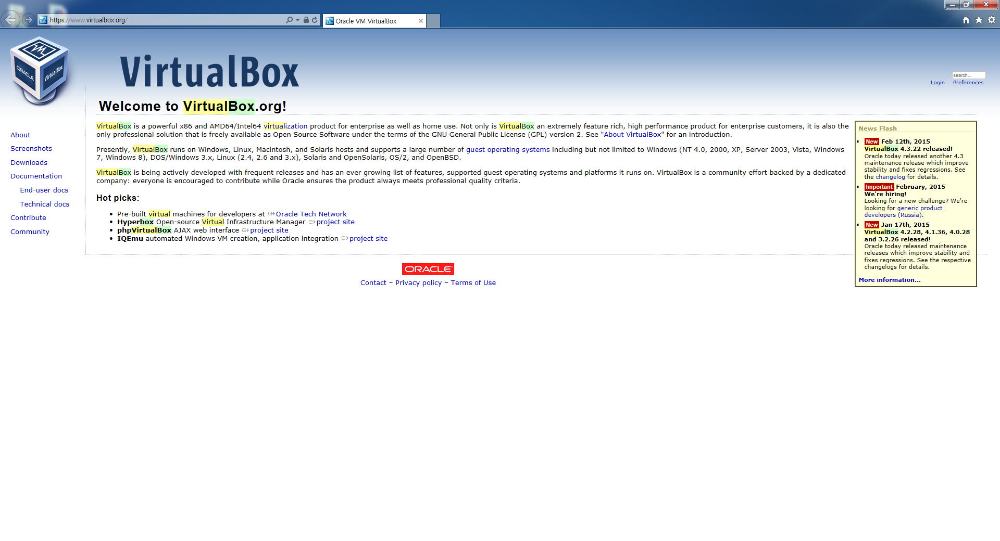 https://www.virtualbox.org/
Oracle VM VirtualBox
ORACLE
VirtualBox
VirtualBox
search...
Login Preferences
Welcome to VirtualBox.org!
About
Screenshots
Downloads
Documentation
End-user docs
Technical docs
Contribute
Community
VirtualBox is a powerful x86 and AMD64/Intel64 virtualization product for enterprise as well as home use. Not only is VirtualBox an extremely feature rich, high performance product for enterprise customers, it is also the
only professional solution that is freely available as Open Source Software under the terms of the GNU General Public License (GPL) version 2. See "About VirtualBox" for an introduction.
Presently, VirtualBox runs on Windows, Linux, Macintosh, and Solaris hosts and supports a large number of guest operating systems including but not limited to Windows (NT 4.0, 2000, XP, Server 2003, Vista, Windows
7, Windows 8), DOS/Windows 3.x, Linux (2.4, 2.6 and 3.x), Solaris and OpenSolaris, OS/2, and OpenBSD.
VirtualBox is being actively developed with frequent releases and has an ever growing list of features, supported guest operating systems and platforms it runs on. VirtualBox is a community effort backed by a dedicated
company: everyone is encouraged to contribute while Oracle ensures the product always meets professional quality criteria.
Hot picks:
• Pre-built virtual machines for developers at Oracle Tech Network
• Hyperbox Open-source Virtual Infrastructure Manager project site
• phpVirtualBox AJAX web interface project site
• IQEmu automated Windows VM creation, application integration project site
News Flash
New Feb 12th, 2015
VirtualBox 4.3.22 released!
Oracle today released another 4.3
maintenance release which improve
stability and fixes regressions. See
the changelog for details.
Important February, 2015
We're hiring!
Looking for a new challenge? We're
looking for generic product
developers (Russia).
New Jan 17th, 2015
VirtualBox 4.2.28, 4.1.36, 4.0.28
and 3.2.26 released!
Oracle today released maintenance
releases which improve stability and
fixes regressions. See the respective
changelogs for details.
More information...
ORACLE
Contact – Privacy policy – Terms of Use